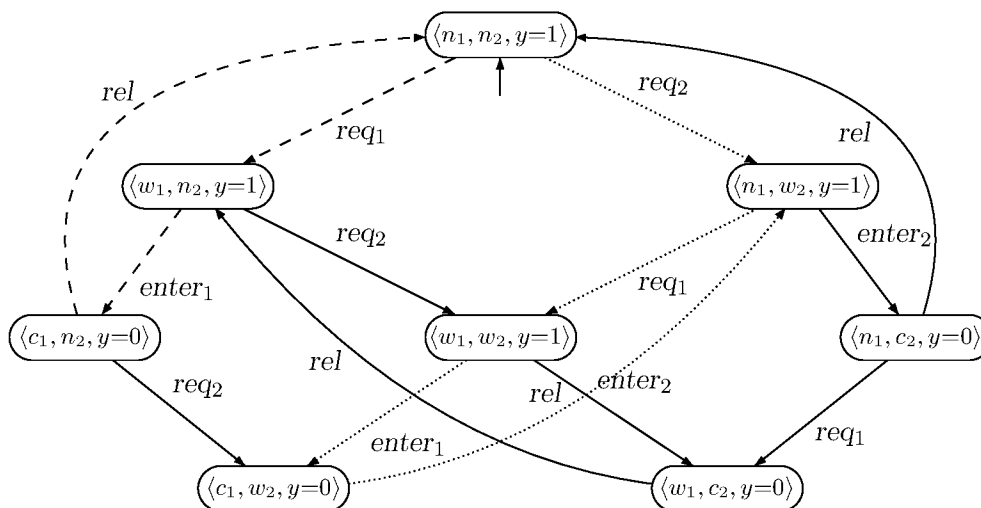 ⟨n₁, n₂, y=1⟩
rel
req₂
req₁
rel
⟨w₁, n₂, y=1⟩
⟨n₁, w₂, y=1⟩
req₂
enter₂
enter₁
req₁
⟨c₁, n₂, y=0⟩
⟨w₁, w₂, y=1⟩
⟨n₁, c₂, y=0⟩
rel
req₂
rel
enter₂
req₁
enter₁
⟨c₁, w₂, y=0⟩
⟨w₁, c₂, y=0⟩